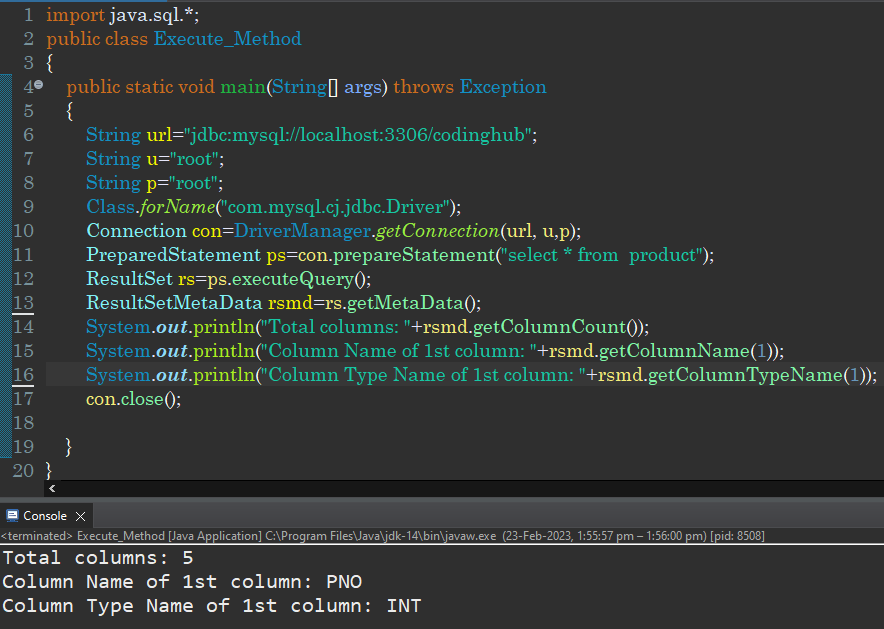 1 import java.sql.*;
2 public class Execute_Method
3 {
4 public static void main(String[] args) throws Exception
5 {
6 String url="jdbc:mysql://localhost:3306/codinghub";
7 String u="root";
8 String p="root";
9 Class.forName("com.mysql.cj.jdbc.Driver");
10 Connection con=DriverManager.getConnection(url, u,p);
11 PreparedStatement ps=con.prepareStatement("select * from  product");
12 ResultSet rs=ps.executeQuery();
13 ResultSetMetaData rsmd=rs.getMetaData();
14 System.out.println("Total columns: "+rsmd.getColumnCount());
15 System.out.println("Column Name of 1st column: "+rsmd.getColumnName(1));
16 System.out.println("Column Type Name of 1st column: "+rsmd.getColumnTypeName(1));
17 con.close();
18
19 }
20 }
Console
<terminated> Execute_Method [Java Application] C:\Program Files\Java\jdk-14\bin\javaw.exe (23-Feb-2023, 1:55:57 pm – 1:56:00 pm) [pid: 8508]
Total columns: 5
Column Name of 1st column: PNO
Column Type Name of 1st column: INT